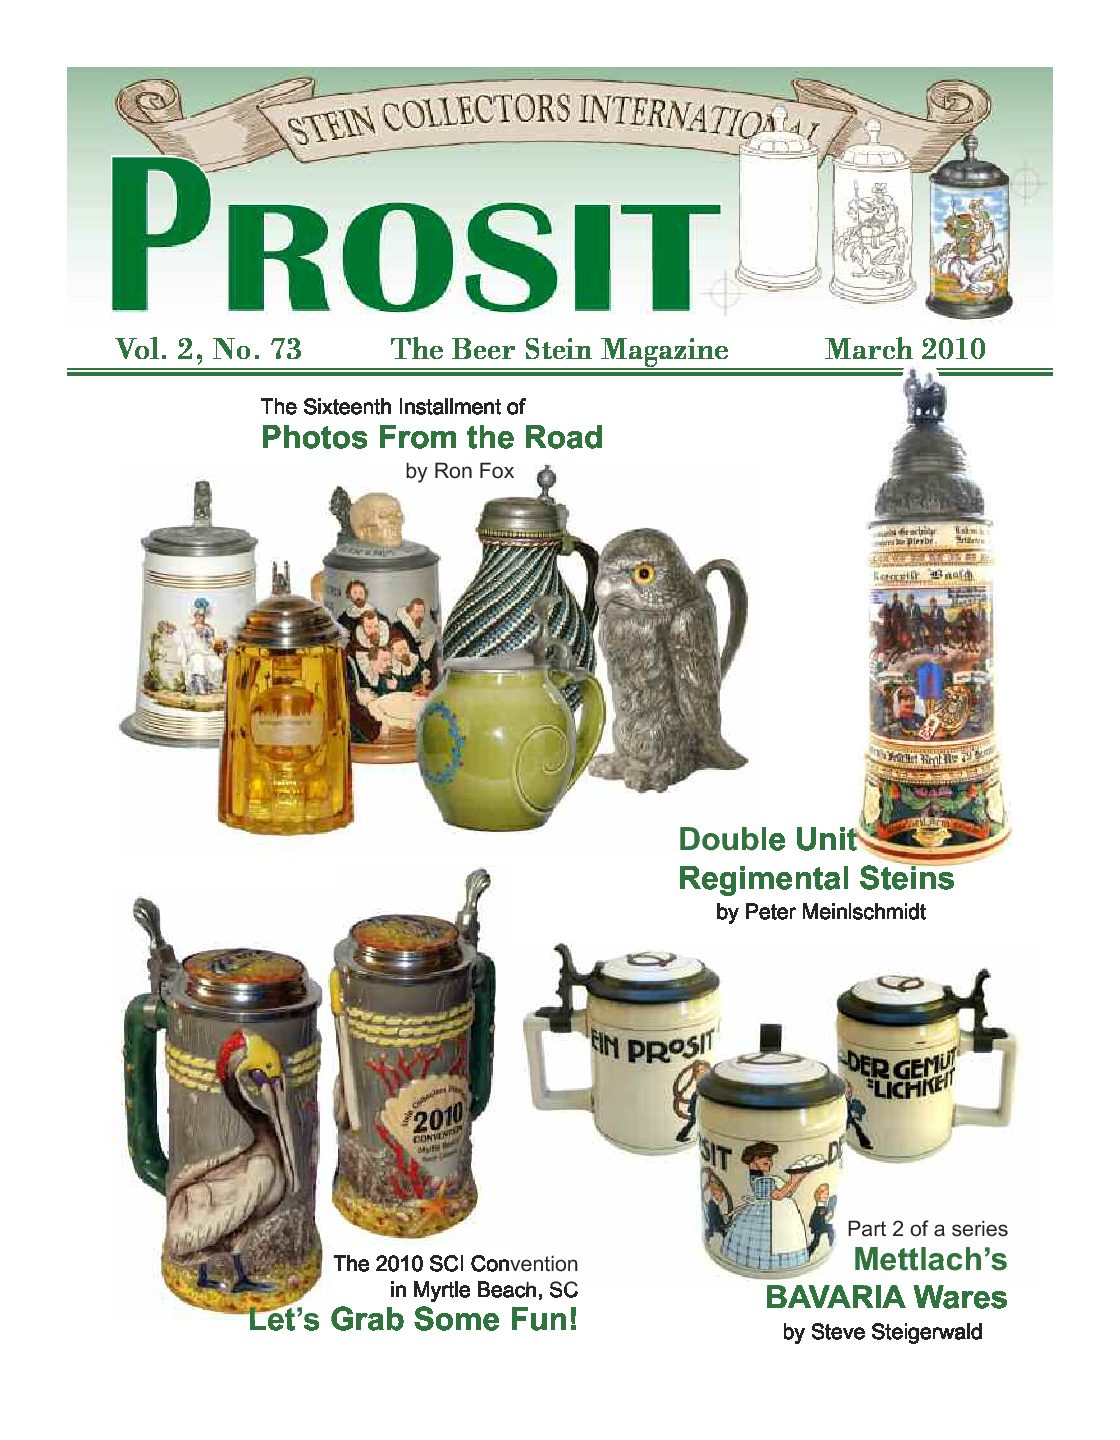 STEIN COLLECTORS INTERNATIONAL
PROSIT
Vol. 2, No. 73 The Beer Stein Magazine March 2010
The Sixteenth Installment of
Photos From the Road
by Ron Fox
Double Unit
Regimental Steins
by Peter Meinlschmidt
2010
CONVENTION
Myrtle Beach
EIN PROSIT
DER GEMÜT
=LICHKEIT
SIT
The 2010 SCI Convention
in Myrtle Beach, SC
Let's Grab Some Fun!
Part 2 of a series
Mettlach's
BAVARIA Wares
by Steve Steigerwald